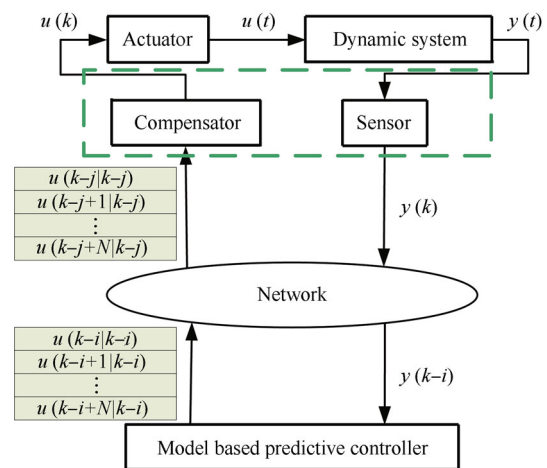 u (k) Actuator u (t) Dynamic system y (t)
Compensator Sensor
u (k–j|k–j)
u (k–j+1|k–j)
⋮
u (k–j+N|k–j)
y (k)
Network
u (k–i|k–i)
u (k–i+1|k–i)
⋮
u (k–i+N|k–i)
y (k–i)
Model based predictive controller